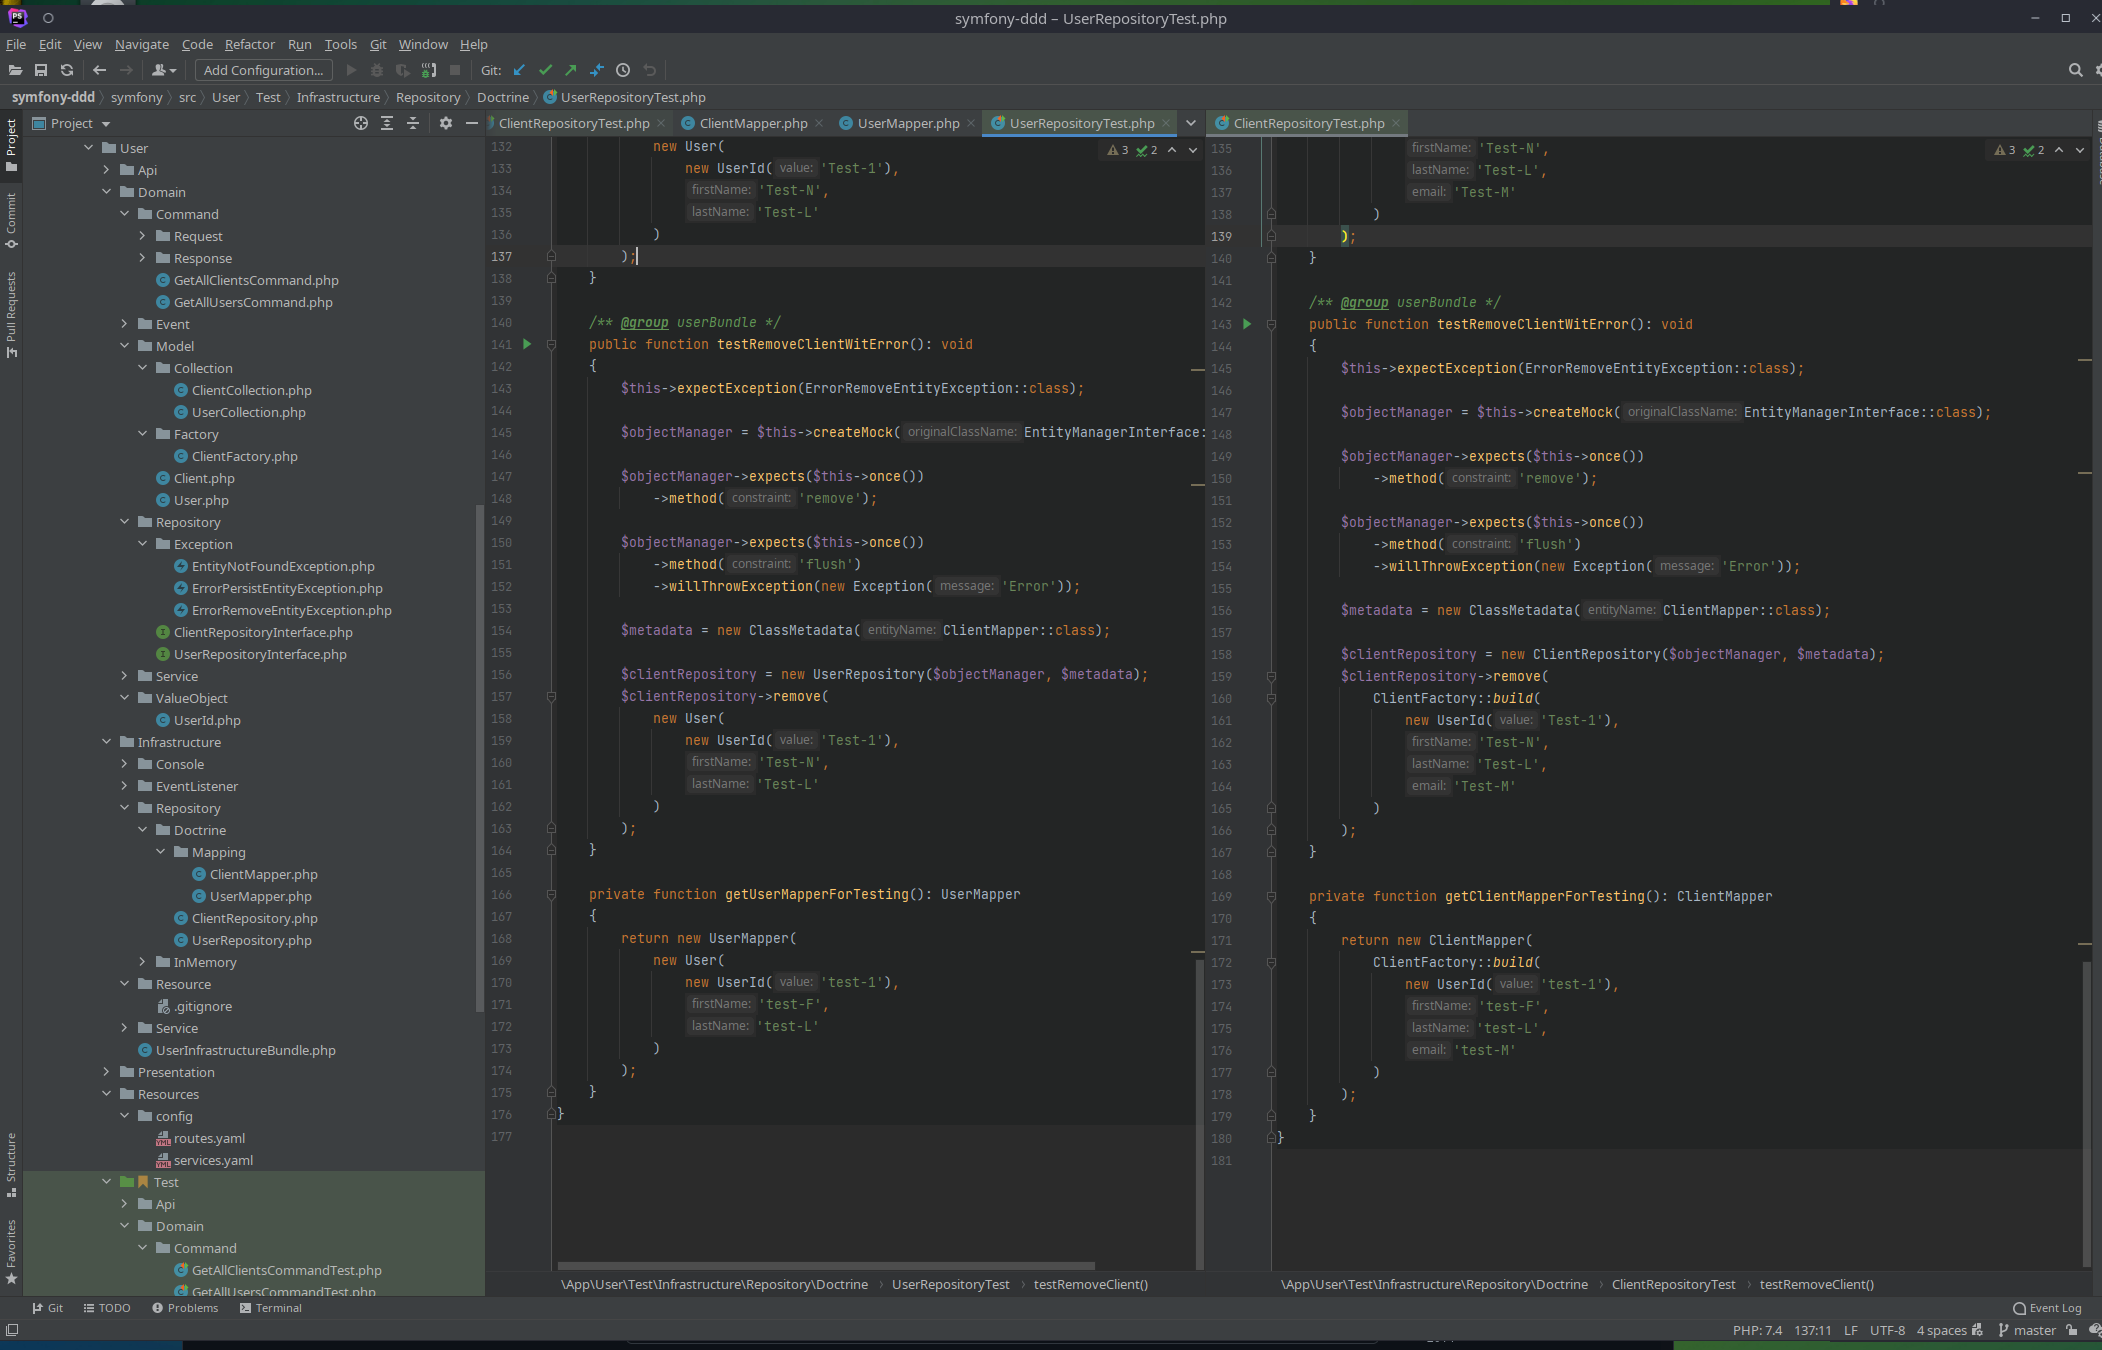 symfony-ddd – UserRepositoryTest.php
File Edit View Navigate Code Refactor Run Tools Git Window Help
Add Configuration... Git:
symfony-ddd symfony src User Test Infrastructure Repository Doctrine UserRepositoryTest.php
Project
Commit
Pull Requests
Structure
Favorites
Project
User
Api
Domain
Command
Request
Response
GetAllClientsCommand.php
GetAllUsersCommand.php
Event
Model
Collection
ClientCollection.php
UserCollection.php
Factory
ClientFactory.php
Client.php
User.php
Repository
Exception
EntityNotFoundException.php
ErrorPersistEntityException.php
ErrorRemoveEntityException.php
ClientRepositoryInterface.php
UserRepositoryInterface.php
Service
ValueObject
UserId.php
Infrastructure
Console
EventListener
Repository
Doctrine
Mapping
ClientMapper.php
UserMapper.php
ClientRepository.php
UserRepository.php
InMemory
Resource
.gitignore
Service
UserInfrastructureBundle.php
Presentation
Resources
config
routes.yaml
services.yaml
Test
Api
Domain
Command
GetAllClientsCommandTest.php
GetAllUsersCommandTest.php
ClientRepositoryTest.php ClientMapper.php UserMapper.php UserRepositoryTest.php
3 2
132 new User(
133 new UserId( value: 'Test-1'),
134 firstName: 'Test-N',
135 lastName: 'Test-L'
136 )
137 );
138 }
139
140 /** @group userBundle */
141 public function testRemoveClientWitError(): void
142 {
143 $this->expectException(ErrorRemoveEntityException::class);
144
145 $objectManager = $this->createMock( originalClassName: EntityManagerInterface:
146
147 $objectManager->expects($this->once())
148 ->method( constraint: 'remove');
149
150 $objectManager->expects($this->once())
151 ->method( constraint: 'flush')
152 ->willThrowException(new Exception( message: 'Error'));
153
154 $metadata = new ClassMetadata( entityName: ClientMapper::class);
155
156 $clientRepository = new UserRepository($objectManager, $metadata);
157 $clientRepository->remove(
158 new User(
159 new UserId( value: 'Test-1'),
160 firstName: 'Test-N',
161 lastName: 'Test-L'
162 )
163 );
164 }
165
166 private function getUserMapperForTesting(): UserMapper
167 {
168 return new UserMapper(
169 new User(
170 new UserId( value: 'test-1'),
171 firstName: 'test-F',
172 lastName: 'test-L'
173 )
174 );
175 }
176 }
177
\App\User\Test\Infrastructure\Repository\Doctrine UserRepositoryTest testRemoveClient()
ClientRepositoryTest.php
3 2
135 firstName: 'Test-N',
136 lastName: 'Test-L',
137 email: 'Test-M'
138 )
139 );
140 }
141
142 /** @group userBundle */
143 public function testRemoveClientWitError(): void
144 {
145 $this->expectException(ErrorRemoveEntityException::class);
146
147 $objectManager = $this->createMock( originalClassName: EntityManagerInterface::class);
148
149 $objectManager->expects($this->once())
150 ->method( constraint: 'remove');
151
152 $objectManager->expects($this->once())
153 ->method( constraint: 'flush')
154 ->willThrowException(new Exception( message: 'Error'));
155
156 $metadata = new ClassMetadata( entityName: ClientMapper::class);
157
158 $clientRepository = new ClientRepository($objectManager, $metadata);
159 $clientRepository->remove(
160 ClientFactory::build(
161 new UserId( value: 'Test-1'),
162 firstName: 'Test-N',
163 lastName: 'Test-L',
164 email: 'Test-M'
165 )
166 );
167 }
168
169 private function getClientMapperForTesting(): ClientMapper
170 {
171 return new ClientMapper(
172 ClientFactory::build(
173 new UserId( value: 'test-1'),
174 firstName: 'test-F',
175 lastName: 'test-L',
176 email: 'test-M'
177 )
178 );
179 }
180 }
181
\App\User\Test\Infrastructure\Repository\Doctrine ClientRepositoryTest testRemoveClient()
Git TODO Problems Terminal Event Log
PHP: 7.4 137:11 LF UTF-8 4 spaces master